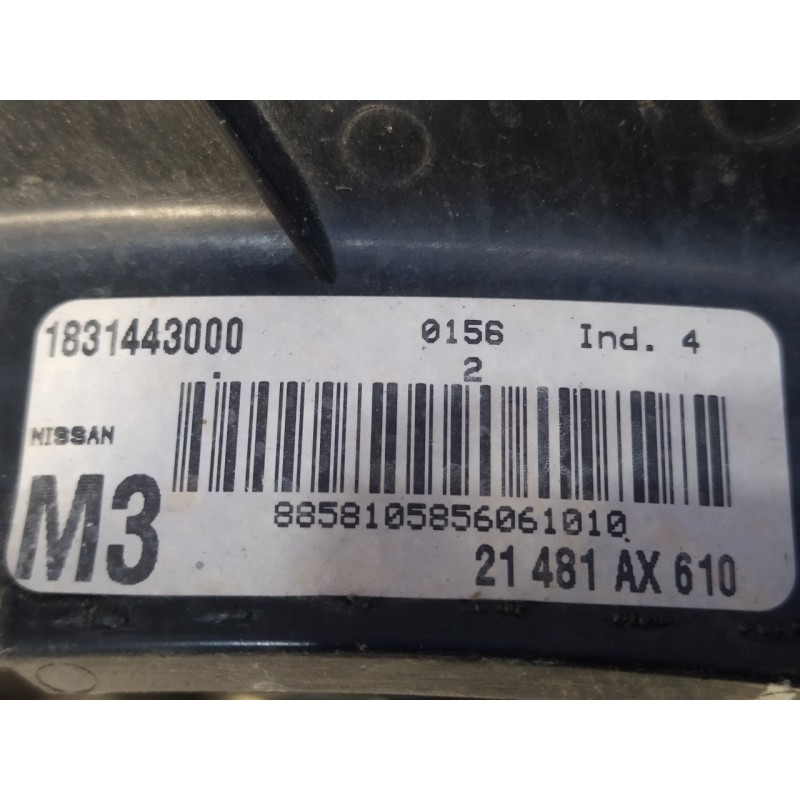 1831443000 0156 Ind. 4
2
NISSAN
M3
8858105856061010
21 481 AX 610